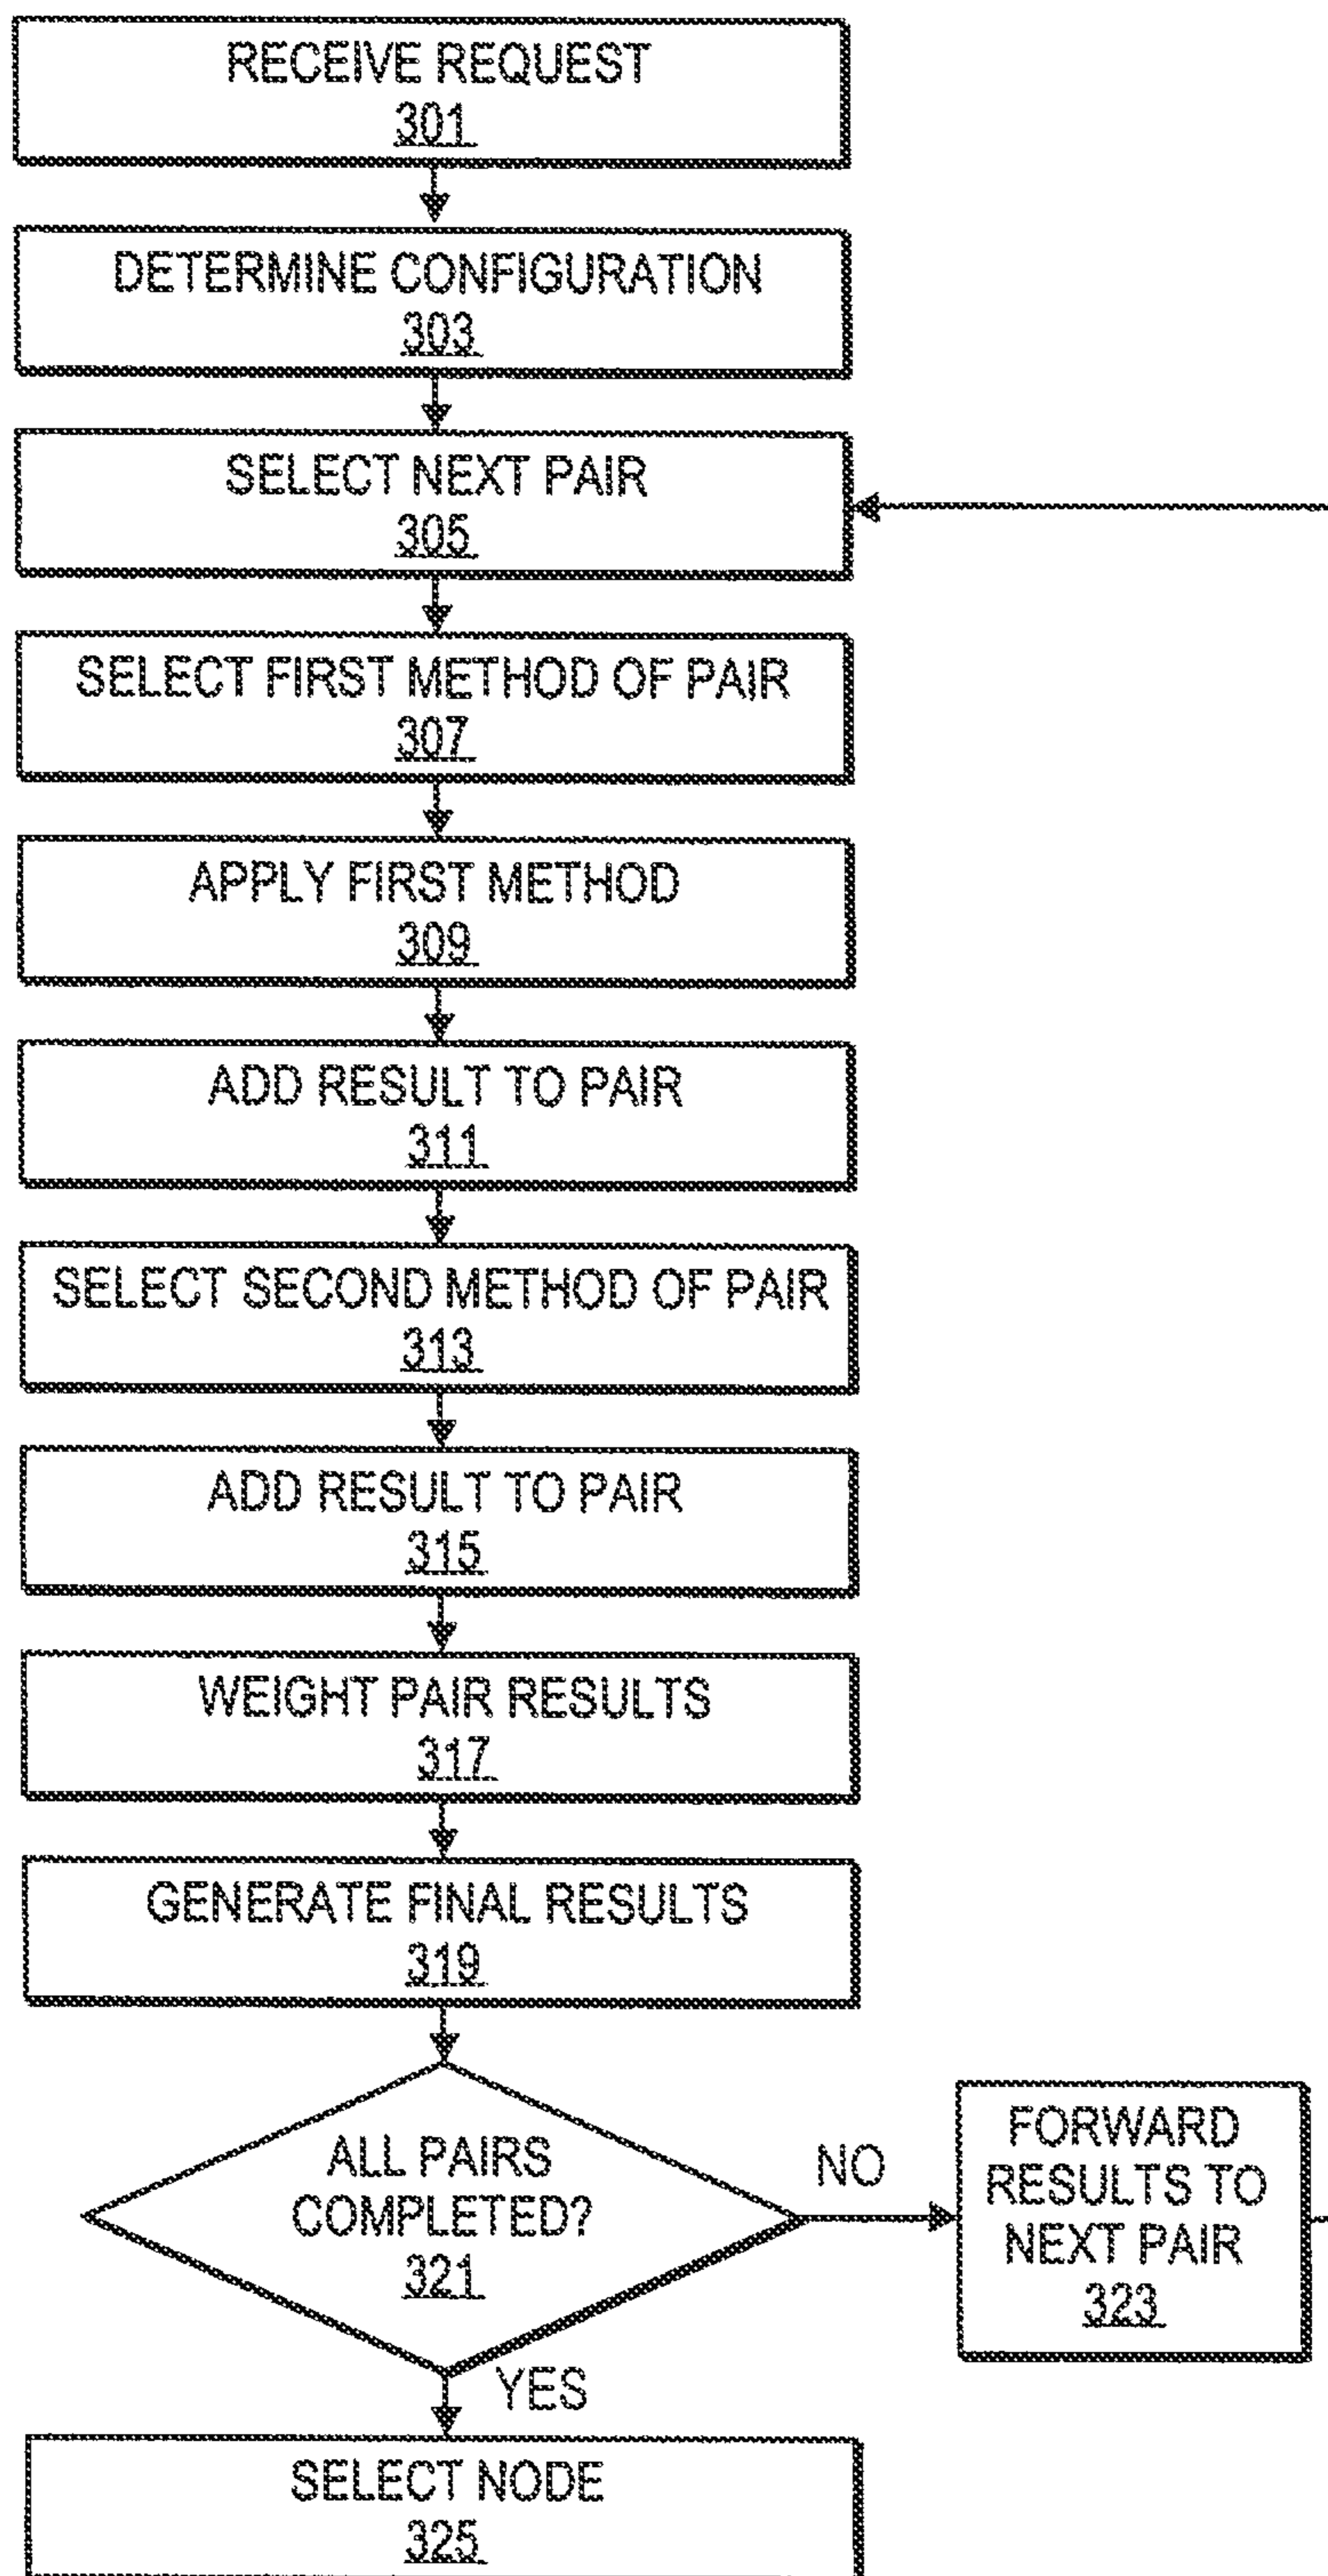 RECEIVE REQUEST
301
DETERMINE CONFIGURATION
303
SELECT NEXT PAIR
305
SELECT FIRST METHOD OF PAIR
307
APPLY FIRST METHOD
309
ADD RESULT TO PAIR
311
SELECT SECOND METHOD OF PAIR
313
ADD RESULT TO PAIR
315
WEIGHT PAIR RESULTS
317
GENERATE FINAL RESULTS
319
ALL PAIRS
COMPLETED?
321
NO
FORWARD
RESULTS TO
NEXT PAIR
323
YES
SELECT NODE
325